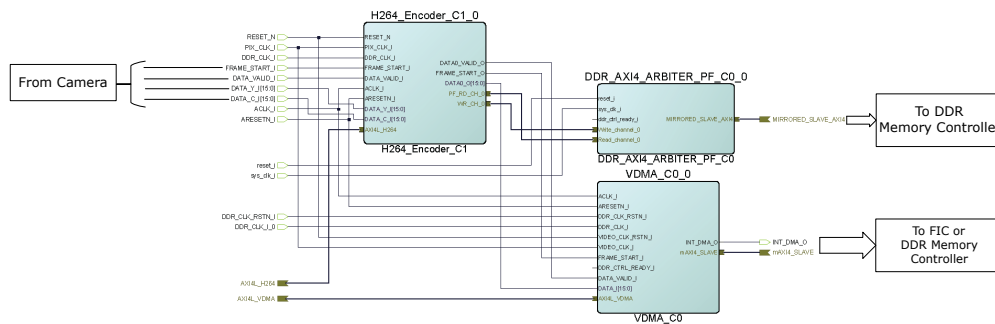 H264_Encoder_C1_0
RESET_N
PIX_CLK_I
DDR_CLK_I
FRAME_START_I
DATA_VALID_I
DATA_Y_I[15:0]
DATA_C_I[15:0]
ACLK_I
ARESETN_I
From Camera
RESET_N
PIX_CLK_I
DDR_CLK_I
FRAME_START_I
DATA_VALID_I
ACLK_I
ARESETN_I
DATA_Y_I[15:0]
DATA_C_I[15:0]
AXI4L_H264
DATA0_VALID_O
FRAME_START_O
DATA0_O[15:0]
PF_RD_CH_0
WR_CH_0
H264_Encoder_C1
DDR_AXI4_ARBITER_PF_C0_0
reset_i
sys_clk_i
ddr_ctrl_ready_i
Write_channel_0
Read_channel_0
MIRRORED_SLAVE_AXI4
MIRRORED_SLAVE_AXI4
DDR_AXI4_ARBITER_PF_C0
To DDR
Memory Controlle
reset_i
sys_clk_i
DDR_CLK_RSTN_I
DDR_CLK_I_0
AXI4L_H264
AXI4L_VDMA
VDMA_C0_0
ACLK_I
ARESETN_I
DDR_CLK_RSTN_I
DDR_CLK_I
VIDEO_CLK_RSTN_I
VIDEO_CLK_I
FRAME_START_I
DDR_CTRL_READY_I
DATA_VALID_I
DATA_I[15:0]
AXI4L_VDMA
INT_DMA_O
mAXI4_SLAVE
INT_DMA_O
mAXI4_SLAVE
VDMA_C0
To FIC or
DDR Memory
Controller